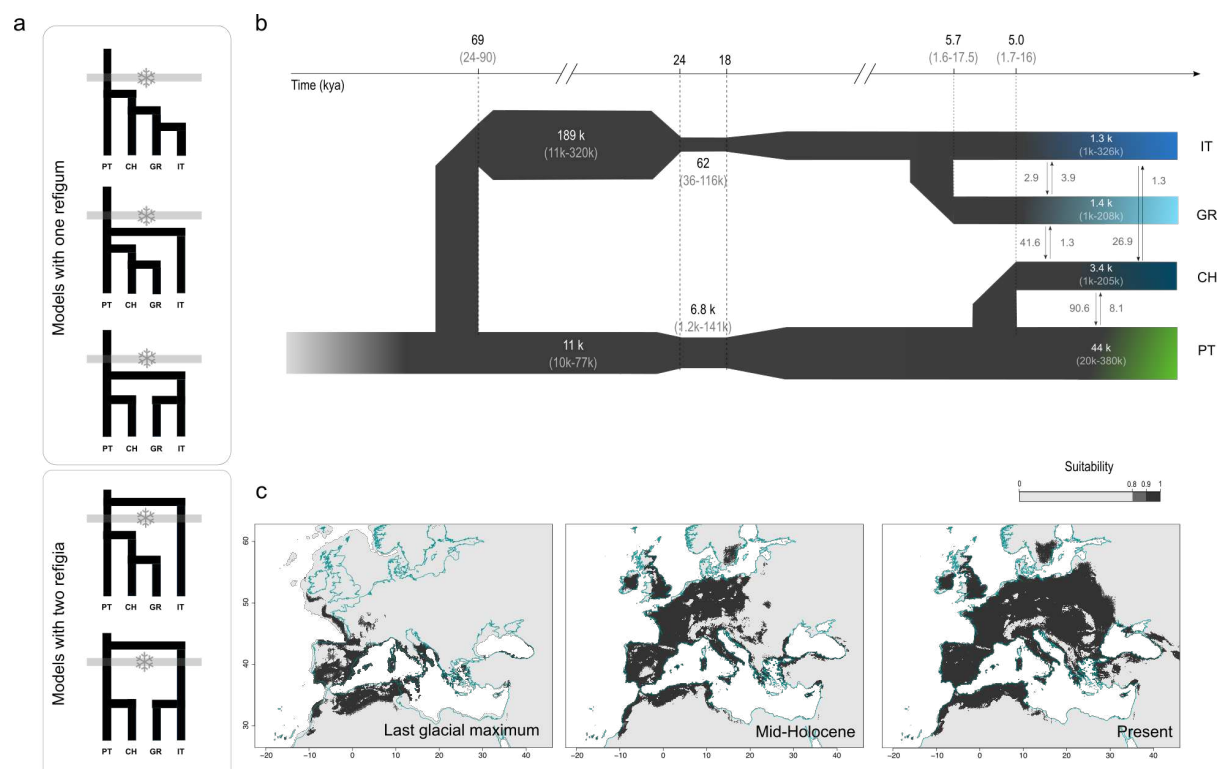 a
Models with one refigum
PT CH GR IT
PT CH GR IT
PT CH GR IT
Models with two refigia
PT CH GR IT
PT CH GR IT
b
69
(24-90)
24
18
5.7
(1.6-17.5)
5.0
(1.7-16)
Time (kya)
189 k
(11k-320k)
62
(36-116k)
1.3 k
(1k-326k)
IT
2.9
3.9
1.3
1.4 k
(1k-208k)
GR
41.6
1.3
26.9
3.4 k
(1k-205k)
CH
6.8 k
(1.2k-141k)
90.6
8.1
11 k
(10k-77k)
44 k
(20k-380k)
PT
c
Suitability
0 0.8 0.9 1
60
50
40
30
Last glacial maximum
−20 −10 0 10 20 30 40
Mid-Holocene
−20 −10 0 10 20 30 40
Present
−20 −10 0 10 20 30 40